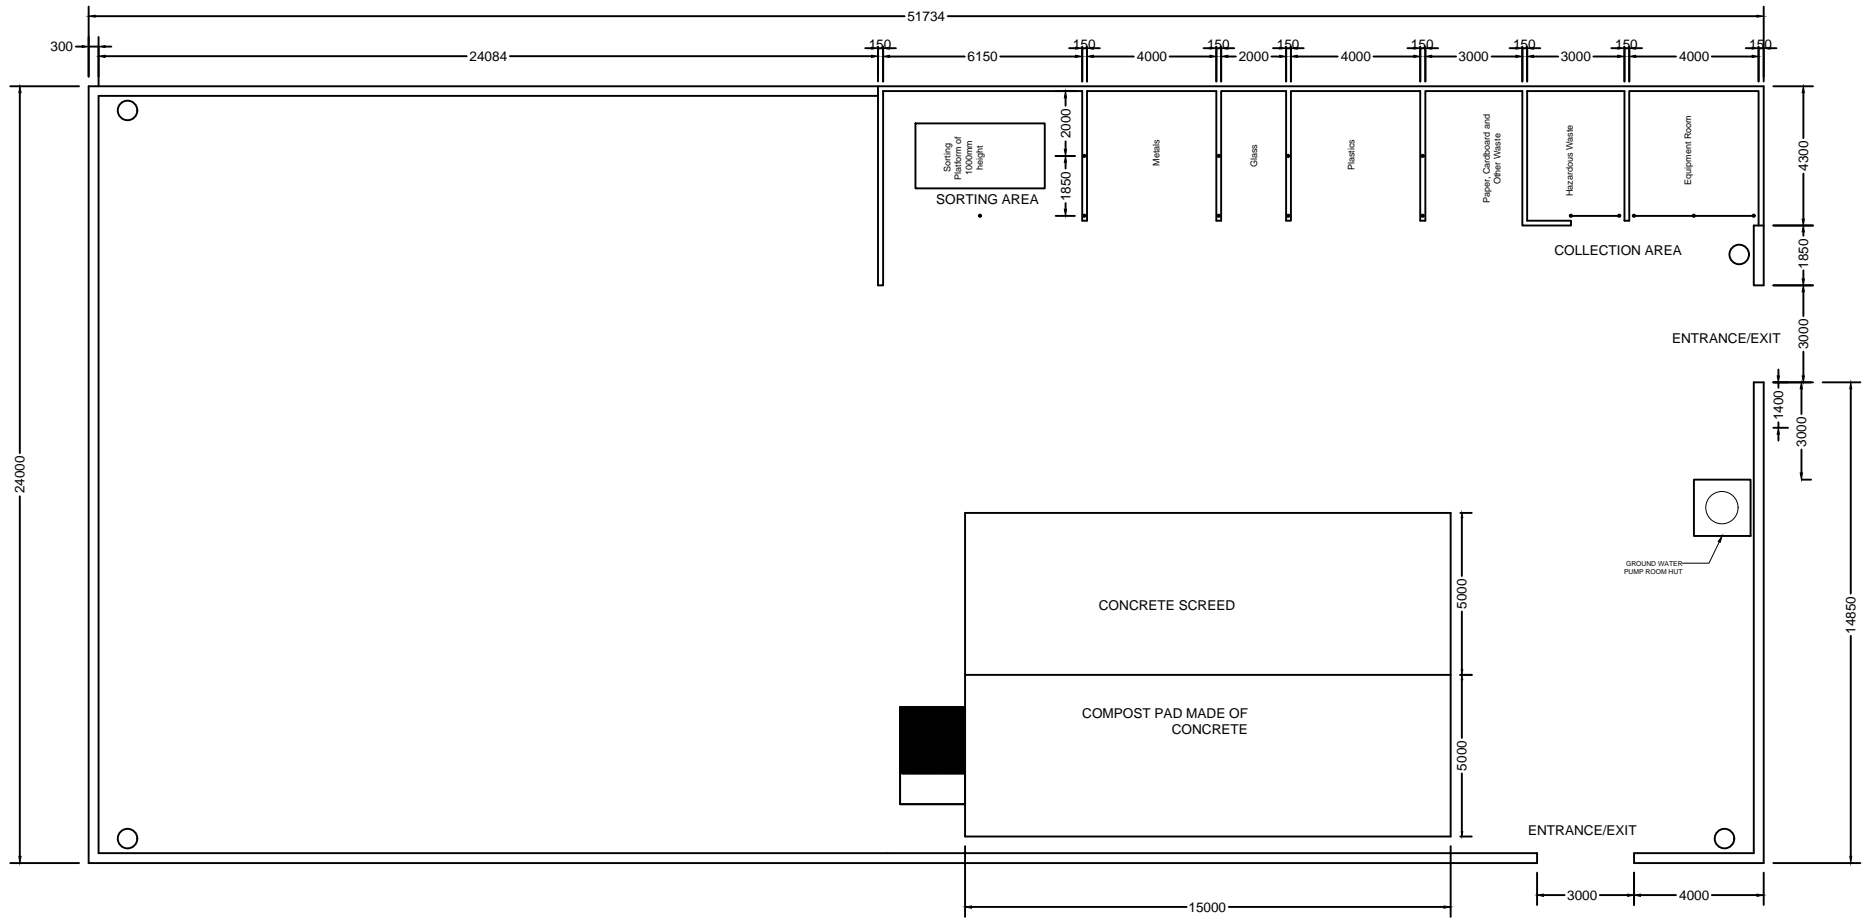 51734
300
150
150
150
150
150
150
150
150
24084
6150
4000
2000
4000
3000
3000
4000
2000
1850
Sorting
Platform of
1000mm
height
SORTING AREA
Metals
Glass
Plastics
Paper, Cardboard and
Other Waste
Hazardous Waste
Equipment Room
4300
COLLECTION AREA
1850
ENTRANCE/EXIT
3000
1400
3000
24000
GROUND WATER
PUMP ROOM HUT
CONCRETE SCREED
5000
14850
COMPOST PAD MADE OF
CONCRETE
5000
ENTRANCE/EXIT
3000
4000
15000